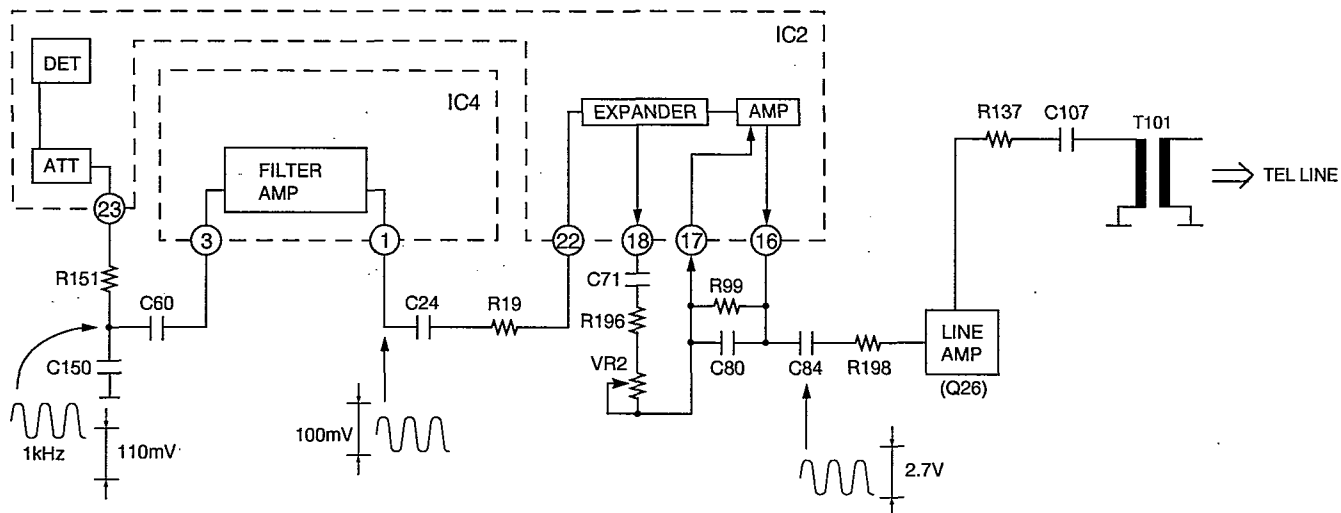 IC2
DET
IC4
EXPANDER
AMP
R137
C107
T101
ATT
FILTER
AMP
TEL LINE
23
3
1
22
18
17
16
R151
C60
C24
R19
C71
R99
R196
LINE
AMP
C150
VR2
C80
C84
R198
(Q26)
1kHz
110mV
100mV
2.7V